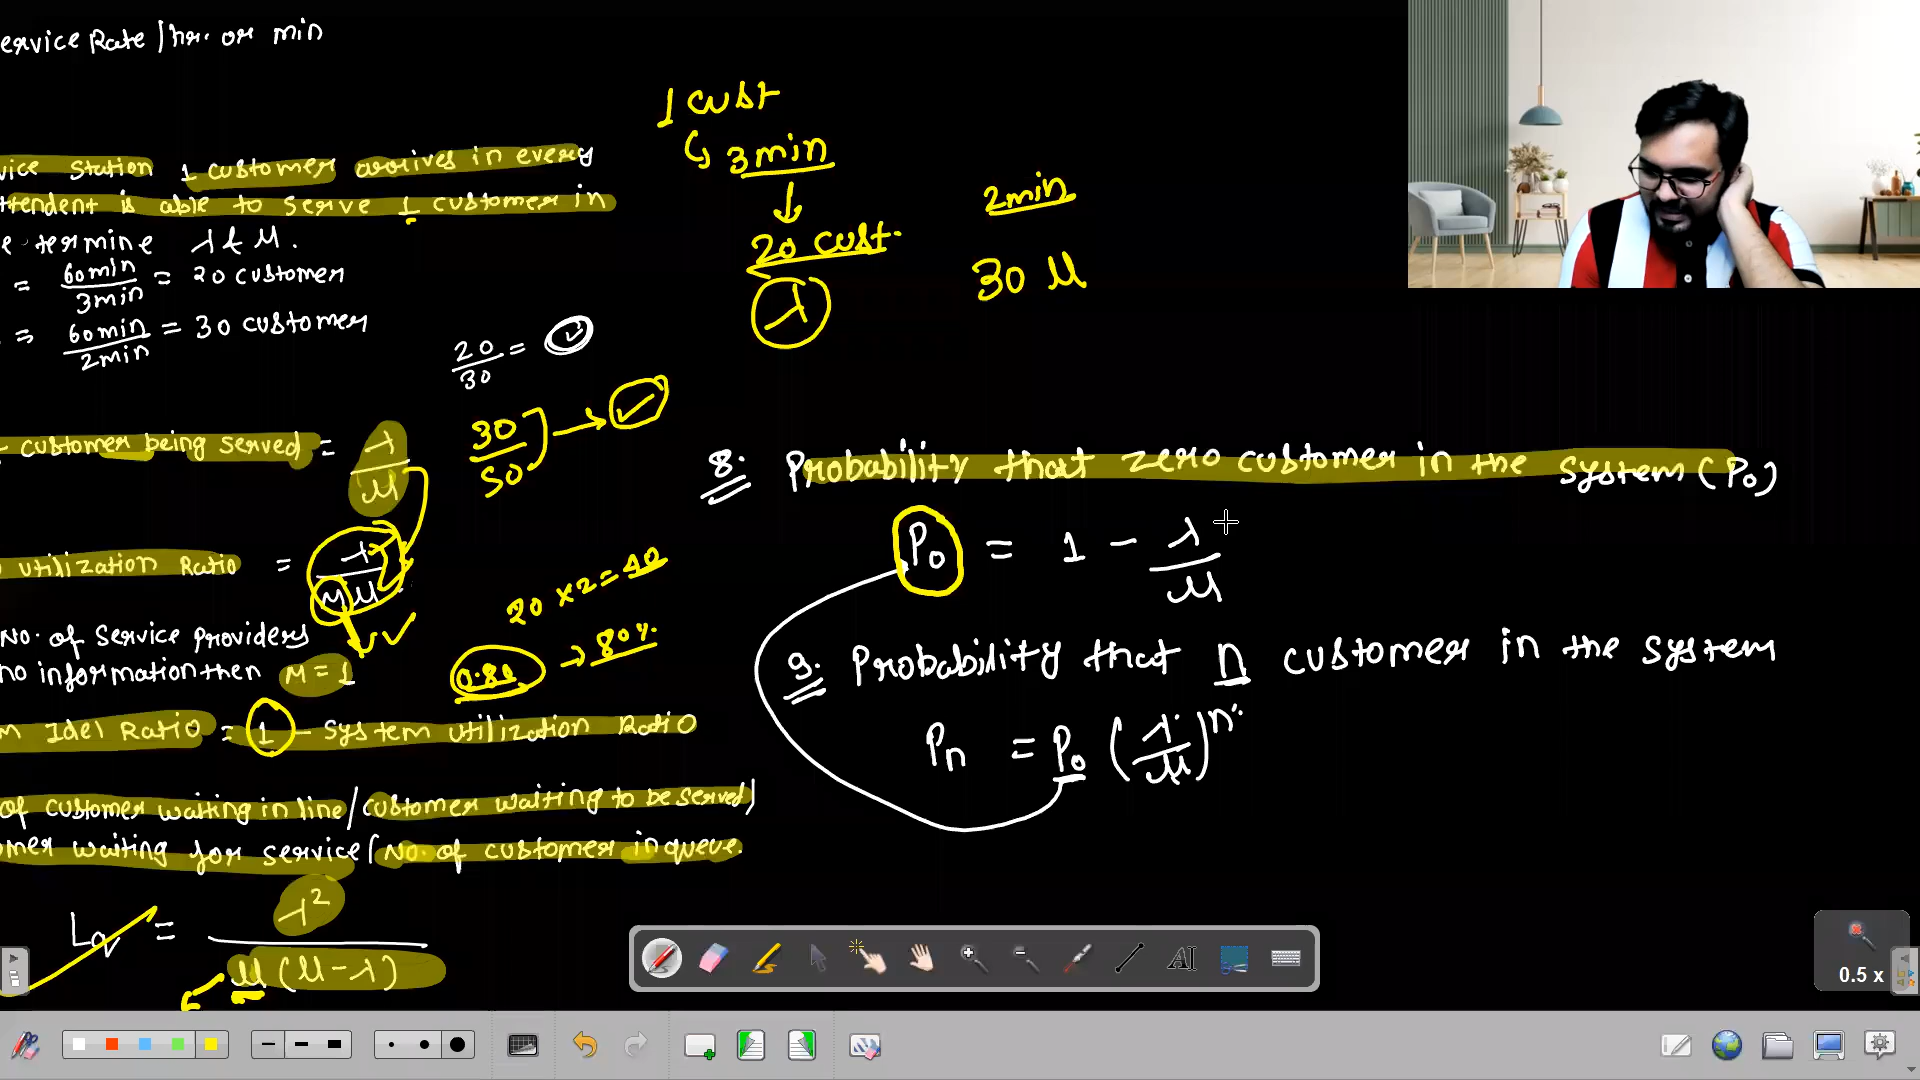 ervice Rate / hr. or min
vice Station 1 customer arrives in every
ttendent is able to serve 1 customer in
e termine λ & μ.
= 60min / 3min = 20 customer
= 60min / 2min = 30 customer
1 cust
3min
20 cust.
λ
2min
30 μ
20/30 =
30/50
customer being served = λ/μ
utilization Ratio = λ/Mμ
No. of Service Providers
no information then M = 1
20 × 2 = 40
0.80 → 80%
m Idel Ratio = 1 - System utilization Ratio
of customer waiting in line / customer waiting to be served /
omer waiting for service / No. of customer in queue.
Lq = λ² / μ(μ-λ)
8. Probability that zero customer in the System (P₀)
P₀ = 1 - λ/μ
9. Probability that n customer in the System
Pₙ = P₀ (λ/μ)ⁿ
AI
0.5 x